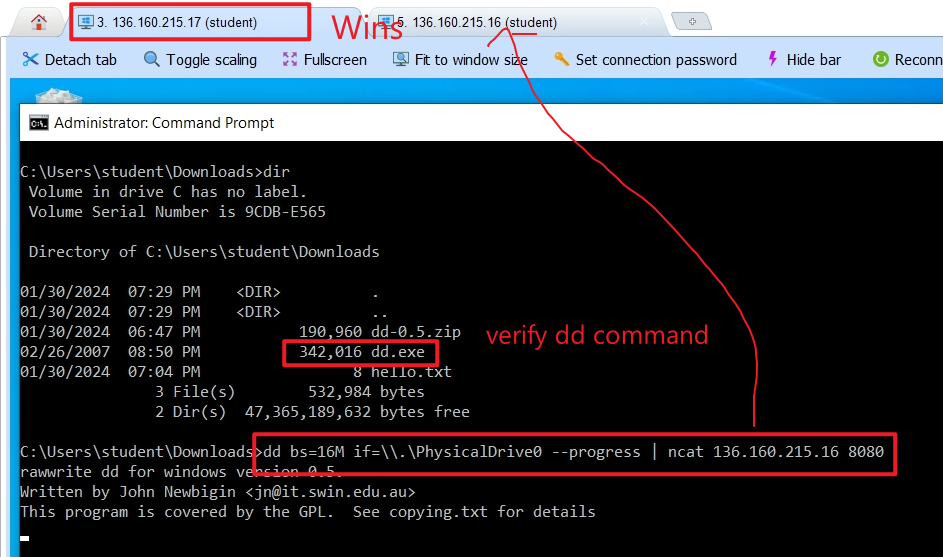 3. 136.160.215.17 (student)
Wins
5. 136.160.215.16 (student)
Detach tab
Toggle scaling
Fullscreen
Fit to window size
Set connection password
Hide bar
Reconn
Administrator: Command Prompt
C:\Users\student\Downloads>dir
Volume in drive C has no label.
Volume Serial Number is 9CDB-E565
Directory of C:\Users\student\Downloads
01/30/2024  07:29 PM    <DIR>          .
01/30/2024  07:29 PM    <DIR>          ..
01/30/2024  06:47 PM           190,960 dd-0.5.zip
verify dd command
02/26/2007  08:50 PM           342,016 dd.exe
01/30/2024  07:04 PM                 8 hello.txt
3 File(s)        532,984 bytes
2 Dir(s)  47,365,189,632 bytes free
C:\Users\student\Downloads>dd bs=16M if=\\.\PhysicalDrive0 --progress | ncat 136.160.215.16 8080
rawwrite dd for windows version 0.5.
Written by John Newbigin <jn@it.swin.edu.au>
This program is covered by the GPL.  See copying.txt for details